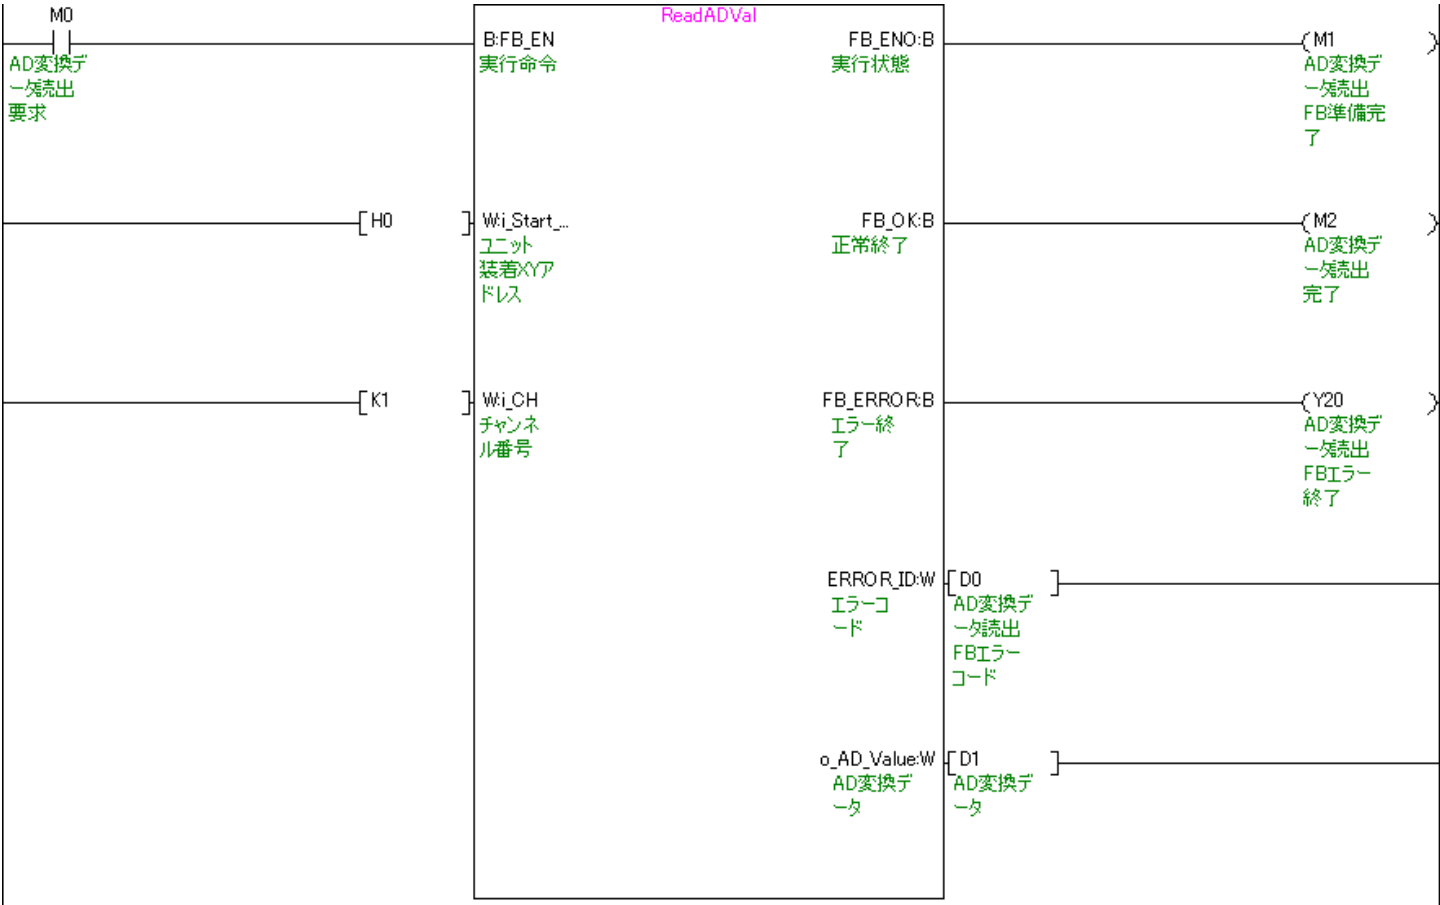 M0
AD変換デ
ータ読出
要求
ReadADVal
B:FB_EN
実行命令
FB_ENO:B
実行状態
M1
AD変換デ
ータ読出
FB準備完
了
H0
W:i_Start_...
ユニット
装着XYア
ドレス
FB_OK:B
正常終了
M2
AD変換デ
ータ読出
完了
K1
W:i_CH
チャンネ
ル番号
FB_ERROR:B
エラー終
了
Y20
AD変換デ
ータ読出
FBエラー
終了
ERROR_ID:W
エラーコ
ード
D0
AD変換デ
ータ読出
FBエラー
コード
o_AD_Value:W
AD変換デ
ータ
D1
AD変換デ
ータ